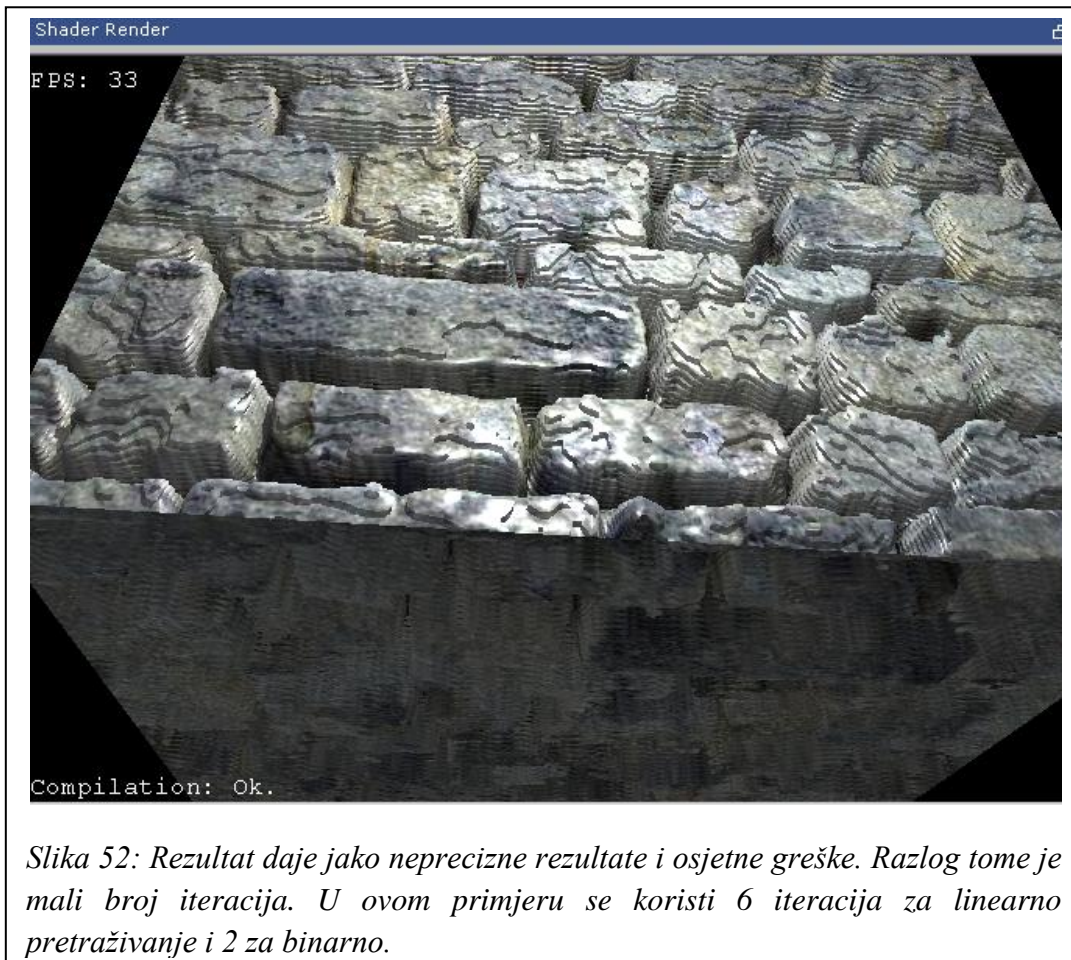 Shader Render
FPS: 33
Compilation: Ok.
Slika 52: Rezultat daje jako neprecizne rezultate i osjetne greške. Razlog tome je
mali broj iteracija. U ovom primjeru se koristi 6 iteracija za linearno
pretraživanje i 2 za binarno.